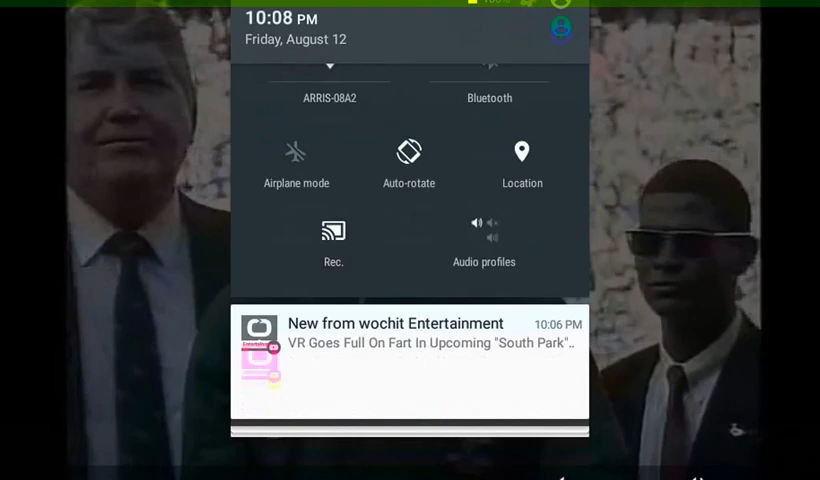 10:08 PM
Friday, August 12
ARRIS-08A2
Bluetooth
Airplane mode
Auto-rotate
Location
Rec.
Audio profiles
New from wochit Entertainment
10:06 PM
VR Goes Full On Fart In Upcoming "South Park"..